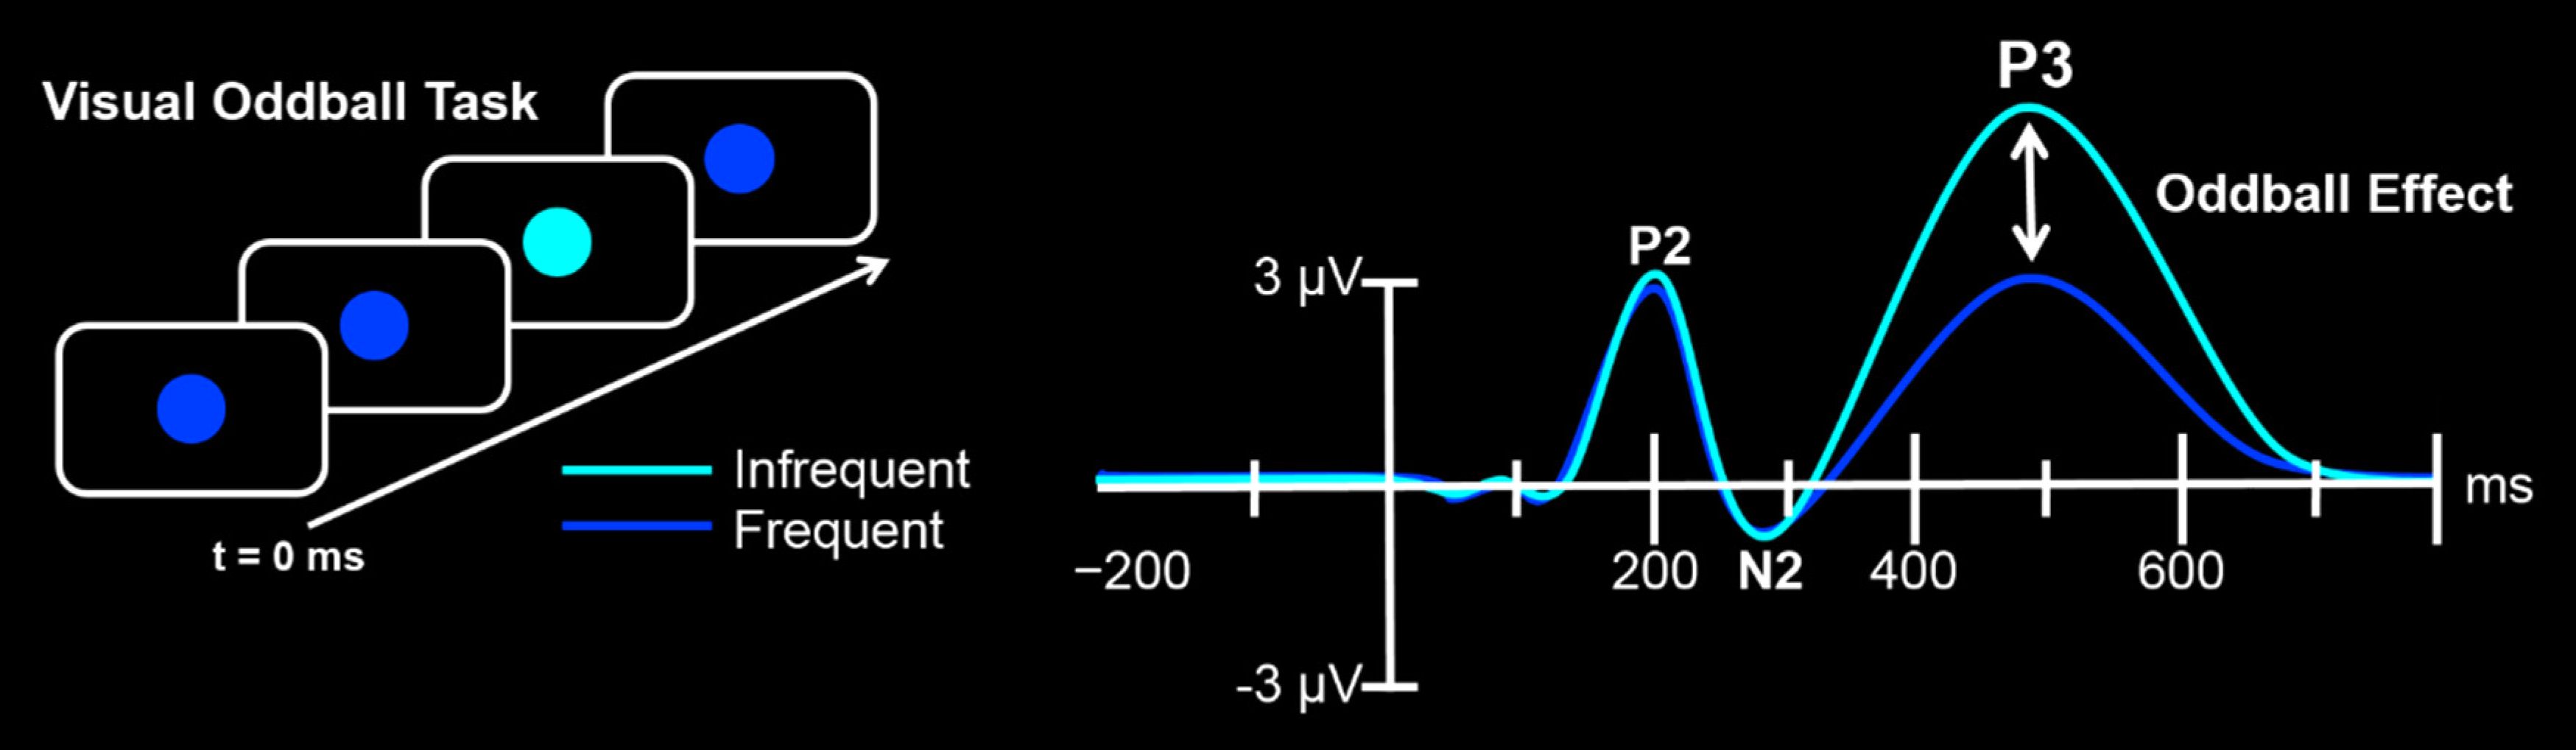 Visual Oddball Task
t = 0 ms
Infrequent
Frequent
P3
Oddball Effect
P2
3 μV
ms
−200
200
N2
400
600
-3 μV